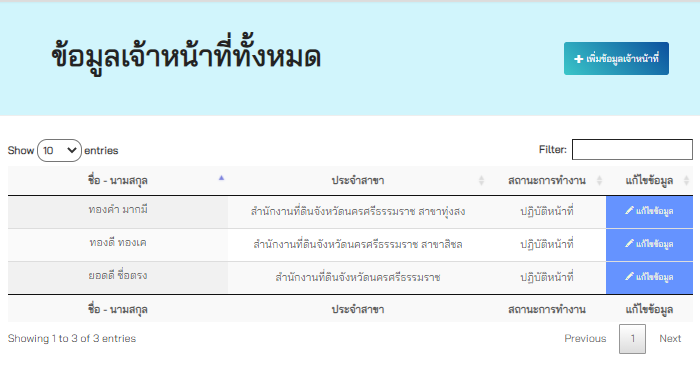 ข้อมูลเจ้าหน้าที่ทั้งหมด
เพิ่มข้อมูลเจ้าหน้าที่
Show 10 entries
Filter:
ชื่อ - นามสกุล ประจำสาขา สถานะการทำงาน แก้ไขข้อมูล
ทองคำ มากมี สำนักงานที่ดินจังหวัดนครศรีธรรมราช สาขาทุ่งสง ปฏิบัติหน้าที่ แก้ไขข้อมูล
ทองดี ทองเค สำนักงานที่ดินจังหวัดนครศรีธรรมราช สาขาสิชล ปฏิบัติหน้าที่ แก้ไขข้อมูล
ยอดดี ซื่อตรง สำนักงานที่ดินจังหวัดนครศรีธรรมราช ปฏิบัติหน้าที่ แก้ไขข้อมูล
ชื่อ - นามสกุล ประจำสาขา สถานะการทำงาน แก้ไขข้อมูล
Showing 1 to 3 of 3 entries
Previous 1 Next